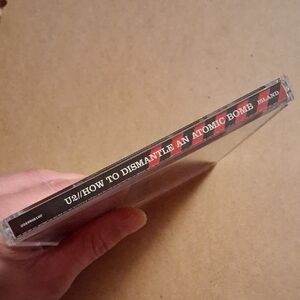 U2//HOW TO DISMANTLE AN ATOMIC BOMB ISLAND